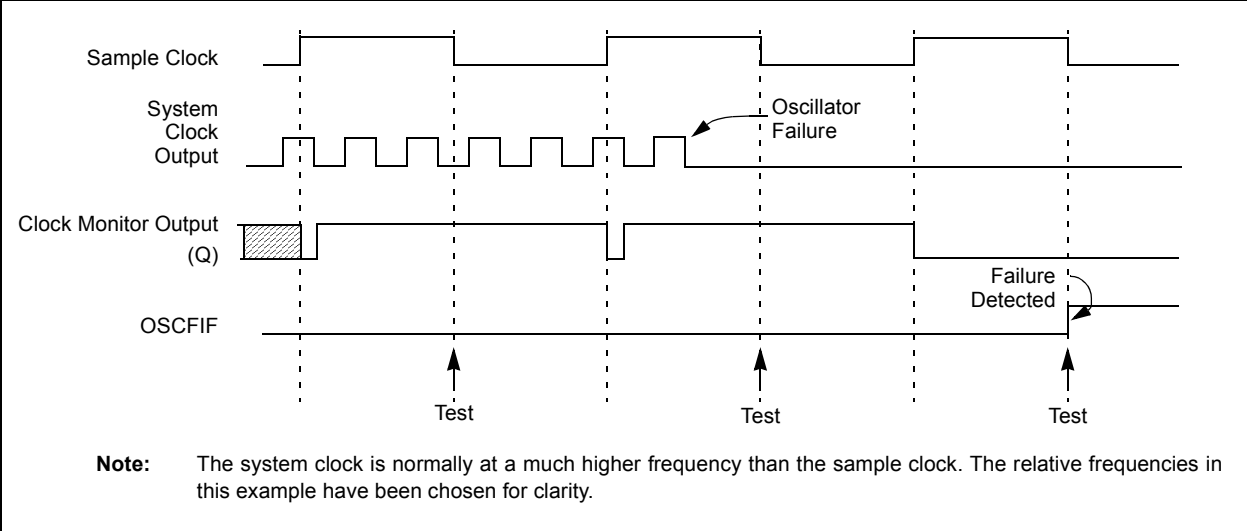 Sample Clock
System
Clock
Output
Oscillator
Failure
Clock Monitor Output
(Q)
Failure
Detected
OSCFIF
Test
Test
Test
Note: The system clock is normally at a much higher frequency than the sample clock. The relative frequencies in
this example have been chosen for clarity.